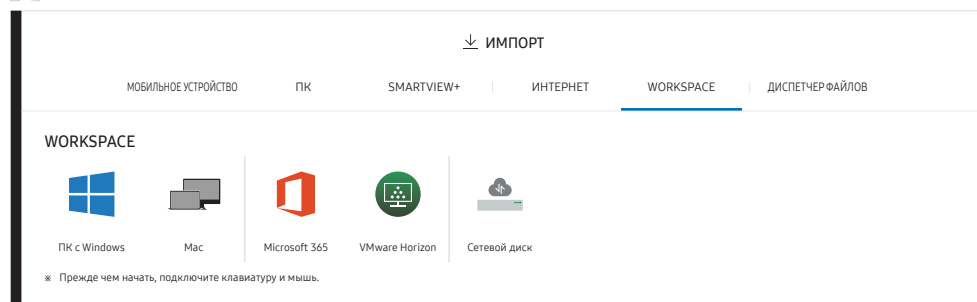 ИМПОРТ
МОБИЛЬНОЕ УСТРОЙСТВО ПК SMARTVIEW+ ИНТЕРНЕТ WORKSPACE ДИСПЕТЧЕР ФАЙЛОВ
WORKSPACE
ПК с Windows Mac Microsoft 365 VMware Horizon Сетевой диск
※ Прежде чем начать, подключите клавиатуру и мышь.